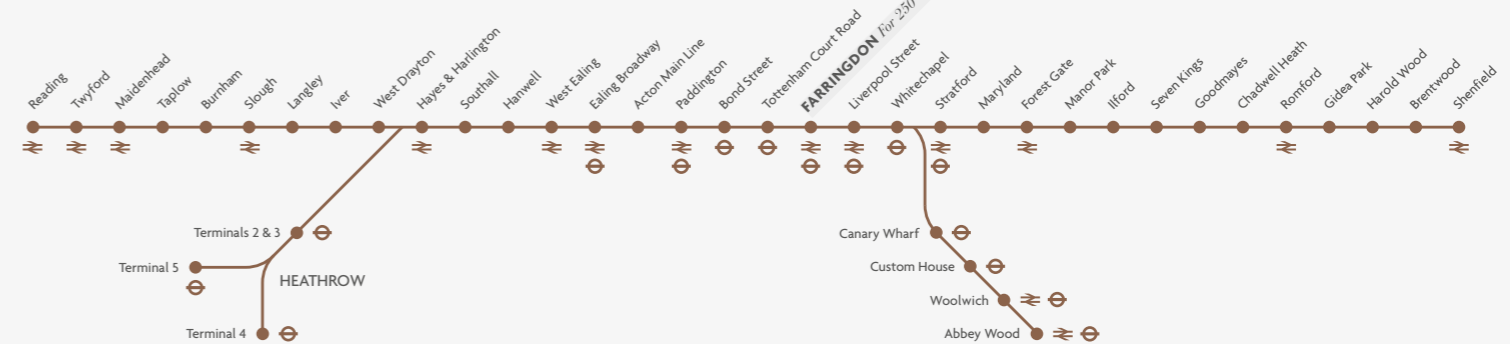 Reading
Twyford
Maidenhead
Taplow
Burnham
Slough
Langley
Iver
West Drayton
Hayes & Harlington
Southall
Hanwell
West Ealing
Ealing Broadway
Acton Main Line
Paddington
Bond Street
Tottenham Court Road
FARRINGDON For 250
Liverpool Street
Whitechapel
Stratford
Maryland
Forest Gate
Manor Park
Ilford
Seven Kings
Goodmayes
Chadwell Heath
Romford
Gidea Park
Harold Wood
Brentwood
Shenfield
Terminals 2 & 3
Terminal 5
HEATHROW
Terminal 4
Canary Wharf
Custom House
Woolwich
Abbey Wood